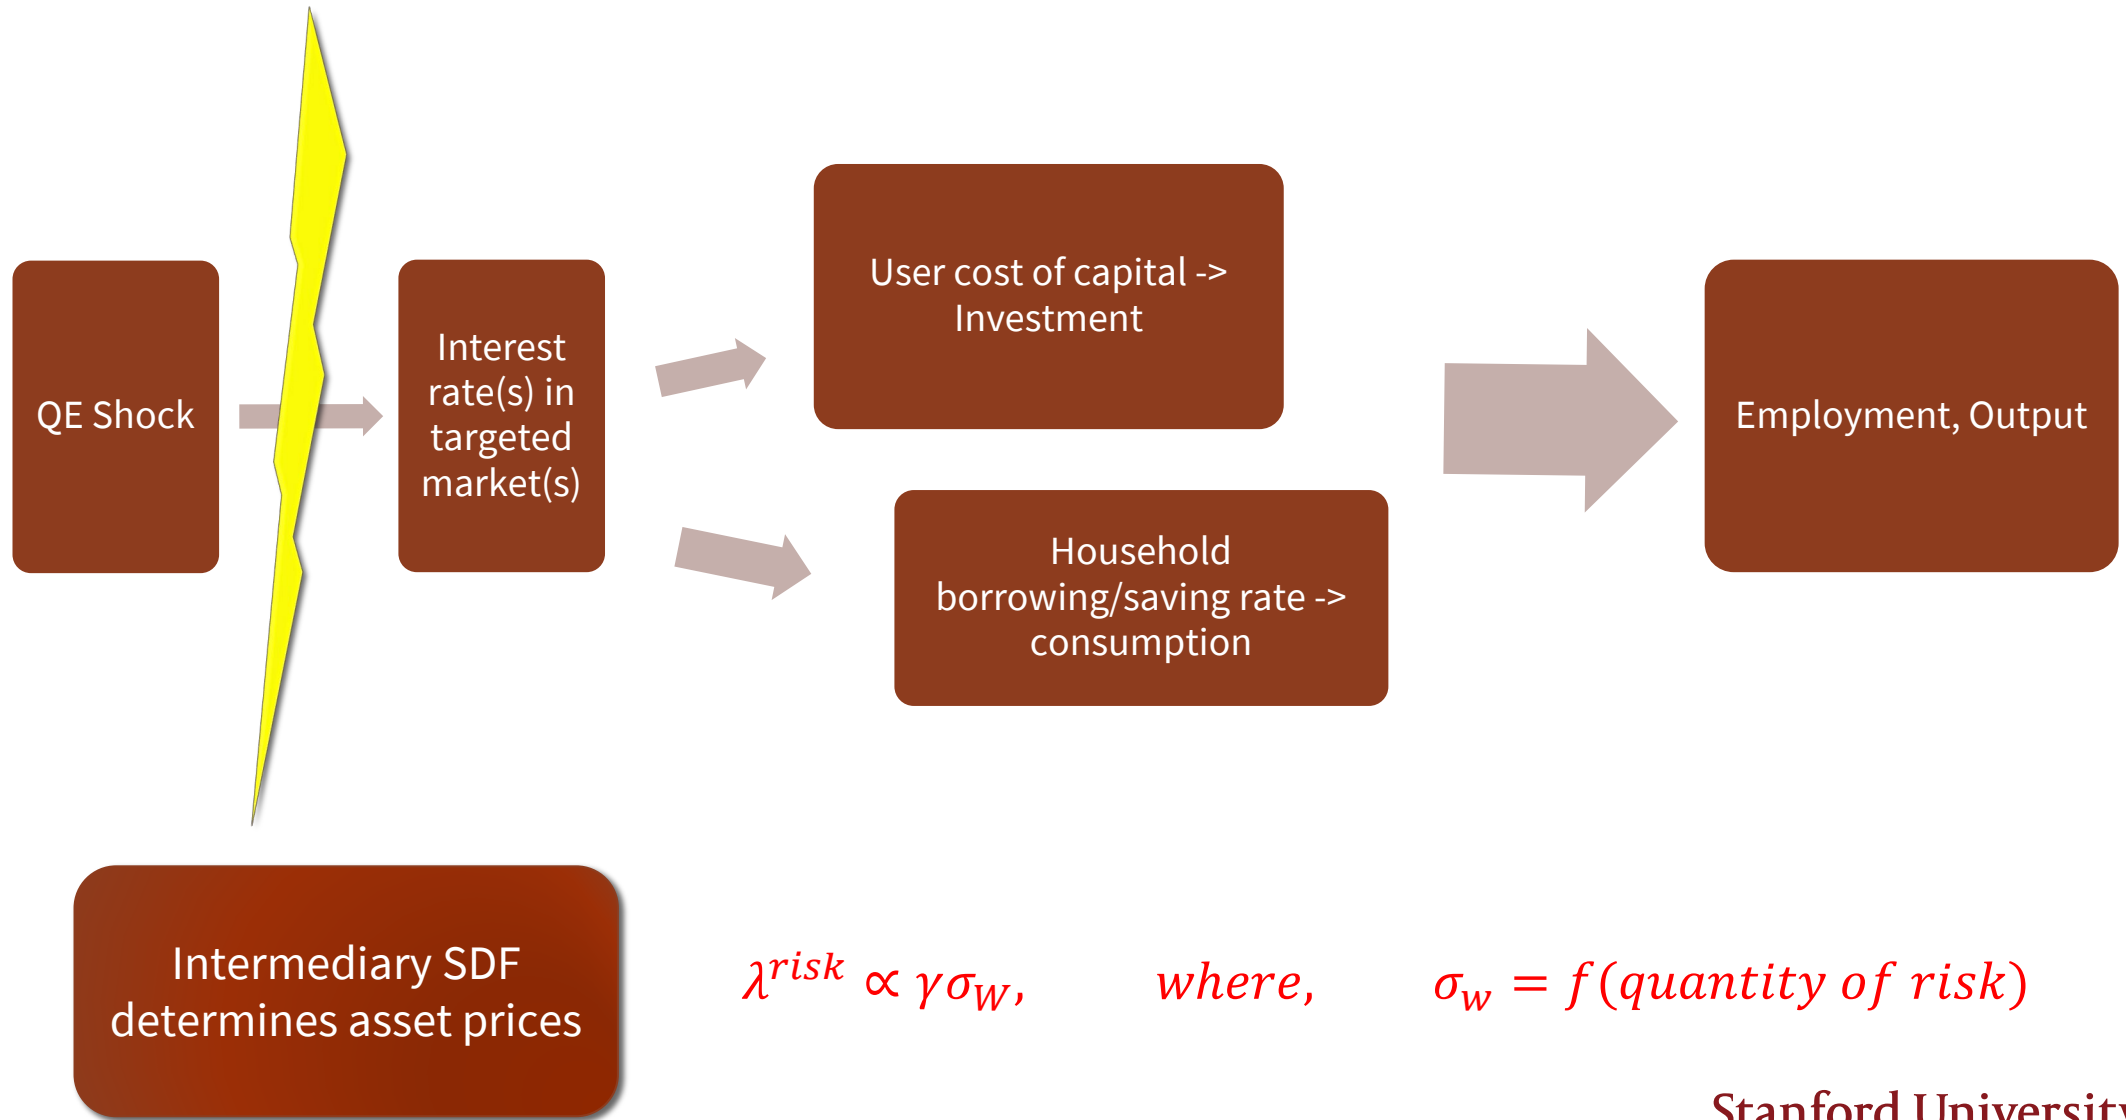 QE Shock
Interest
rate(s) in
targeted
market(s)
User cost of capital ->
Investment
Household
borrowing/saving rate ->
consumption
Employment, Output
Intermediary SDF
determines asset prices
λ^{risk} ∝ γσ_W, where, σ_w = f(quantity of risk)
Stanford University